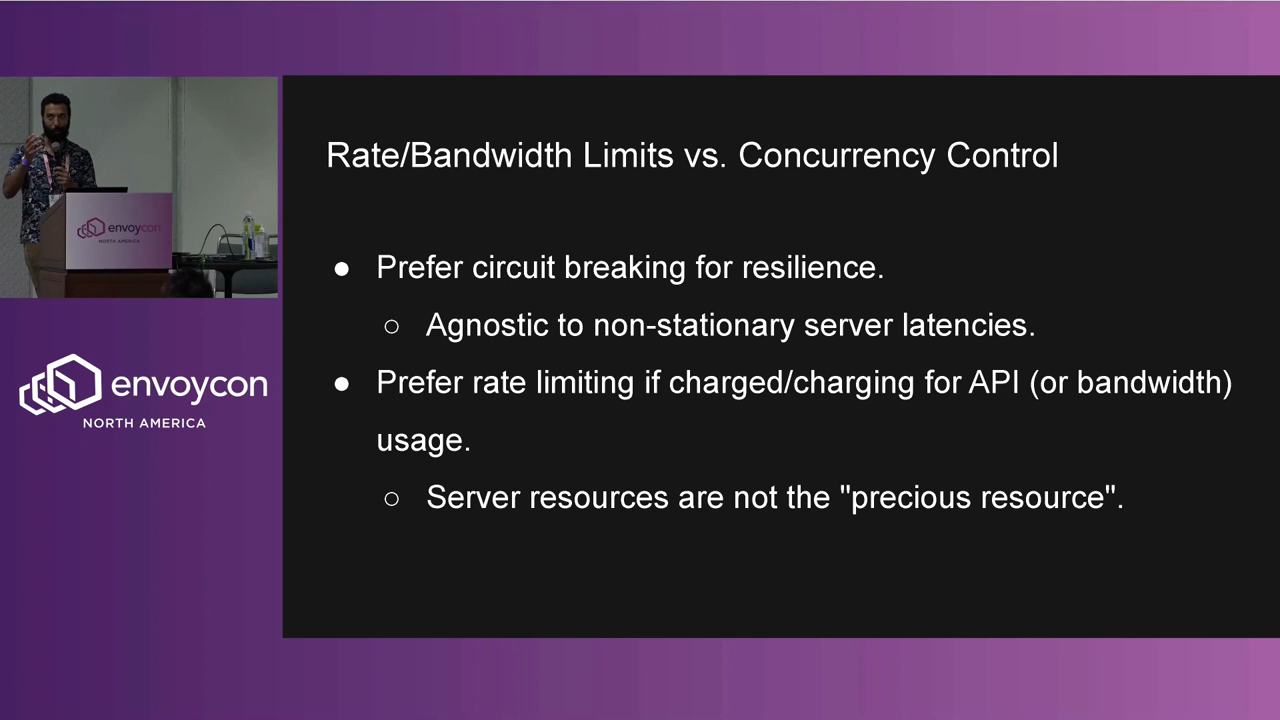 Rate/Bandwidth Limits vs. Concurrency Control
● Prefer circuit breaking for resilience.
○ Agnostic to non-stationary server latencies.
● Prefer rate limiting if charged/charging for API (or bandwidth)
usage.
○ Server resources are not the "precious resource".
envoycon
NORTH AMERICA
envoycon
NORTH AMERICA